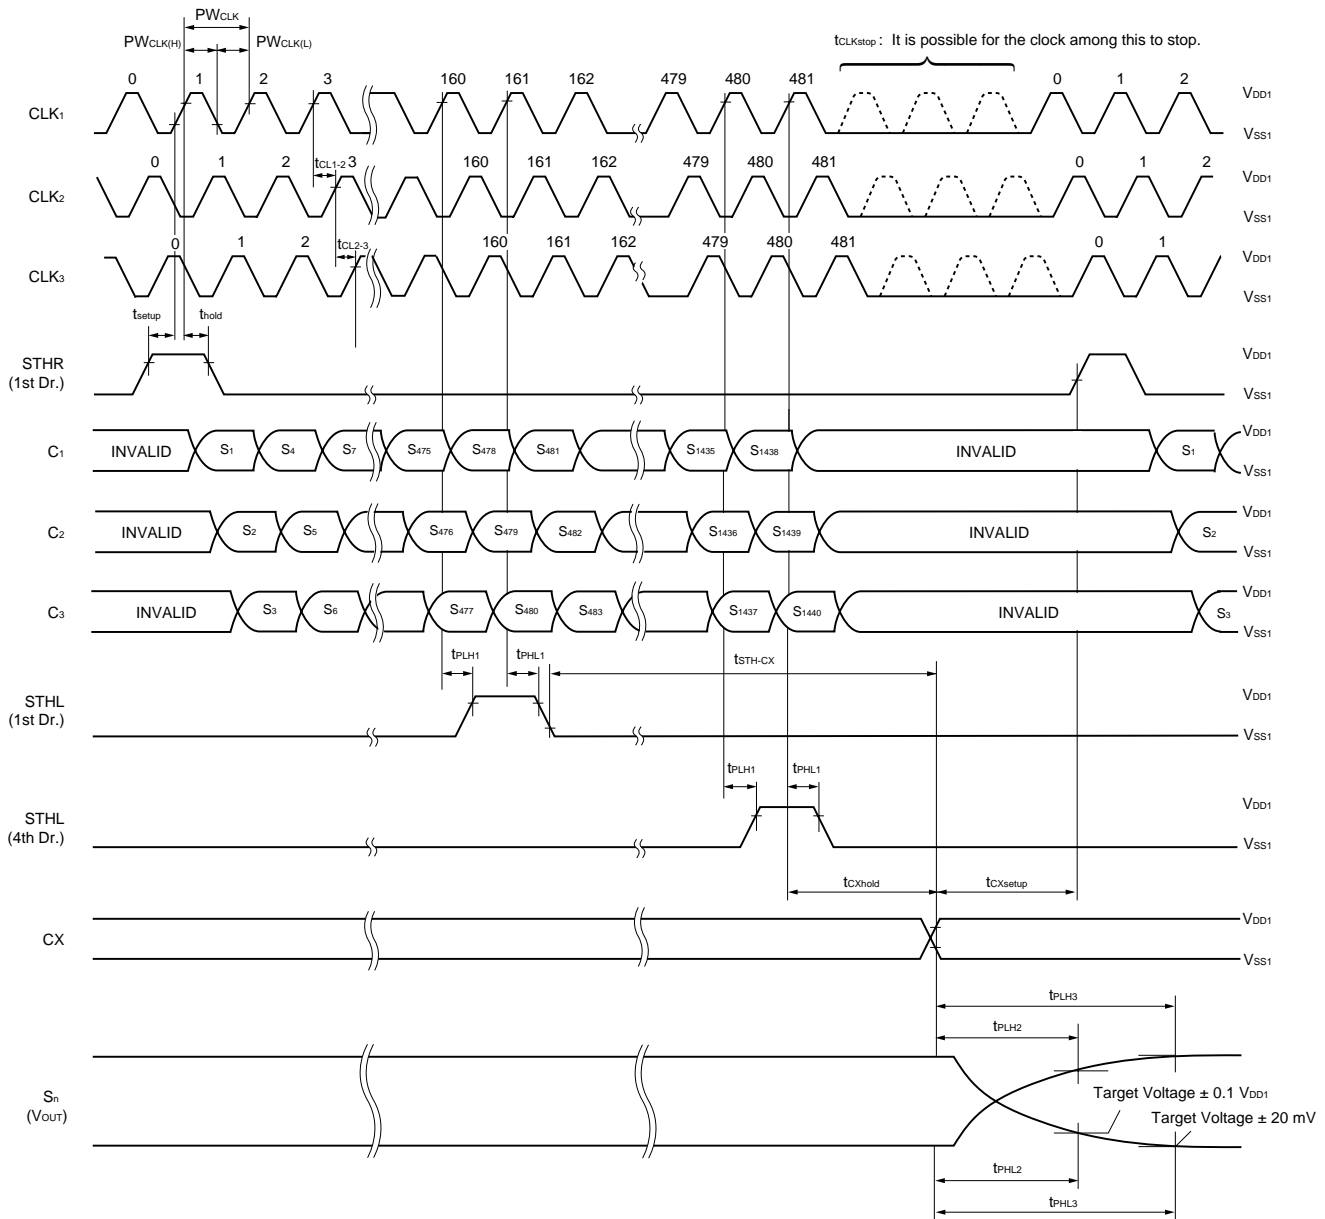 PWCLK
PWCLK(H) PWCLK(L)
tCLKstop : It is possible for the clock among this to stop.
0 1 2 3 160 161 162 479 480 481 0 1 2
CLK1 VDD1
VSS1
0 1 2 tCL1-2 3 160 161 162 479 480 481 0 1 2
CLK2 VDD1
VSS1
0 1 2 tCL2-3 160 161 162 479 480 481 0 1
CLK3 VDD1
VSS1
tsetup thold
STHR
(1st Dr.)
VDD1
VSS1
C1 INVALID S1 S4 S7 S475 S478 S481 S1435 S1438 INVALID S1
VDD1
VSS1
C2 INVALID S2 S5 S476 S479 S482 S1436 S1439 INVALID S2
VDD1
VSS1
C3 INVALID S3 S6 S477 S480 S483 S1437 S1440 INVALID S3
VDD1
VSS1
tPLH1 tPHL1 tSTH-CX
STHL
(1st Dr.)
VDD1
VSS1
tPLH1 tPHL1
STHL
(4th Dr.)
VDD1
VSS1
tCXhold tCXsetup
CX
VDD1
VSS1
tPLH3
tPLH2
Sn
(VOUT)
Target Voltage ± 0.1 VDD1
Target Voltage ± 20 mV
tPHL2
tPHL3